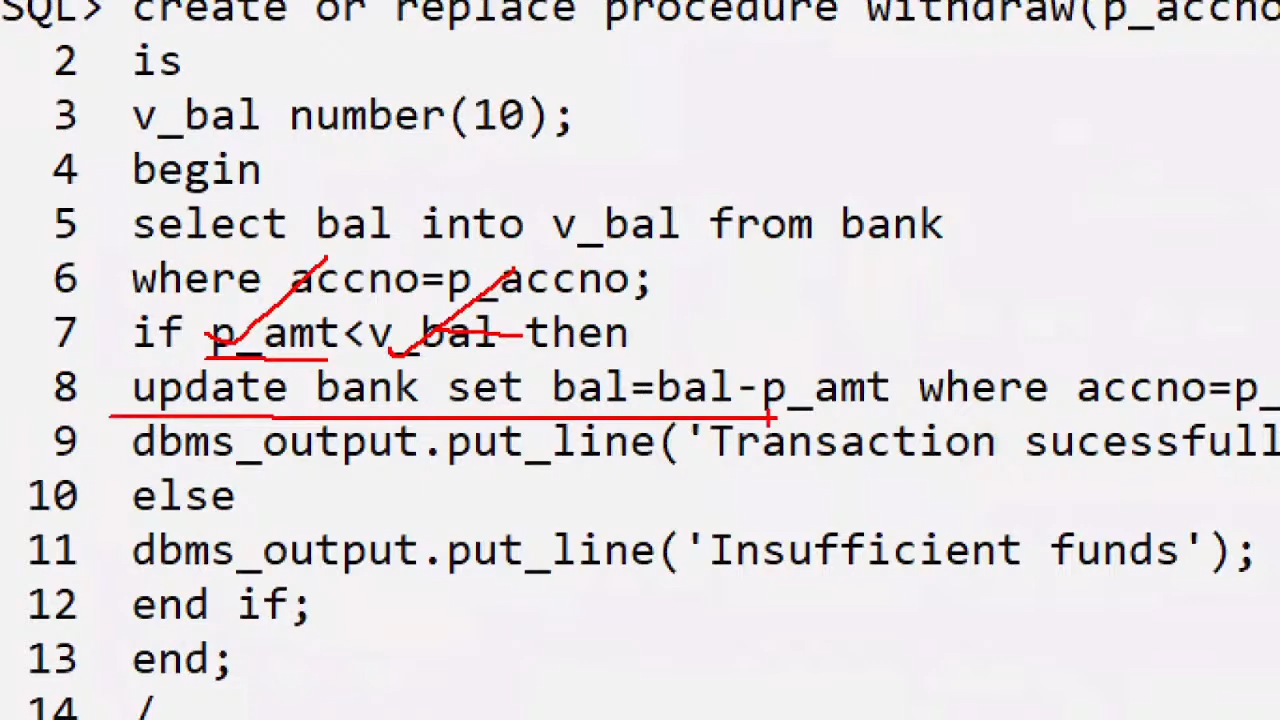 SQL> create or replace procedure withdraw(p_accno
2 is
3 v_bal number(10);
4 begin
5 select bal into v_bal from bank
6 where accno=p_accno;
7 if p_amt<v_bal then
8 update bank set bal=bal-p_amt where accno=p_
9 dbms_output.put_line('Transaction sucessfull
10 else
11 dbms_output.put_line('Insufficient funds');
12 end if;
13 end;
14 /